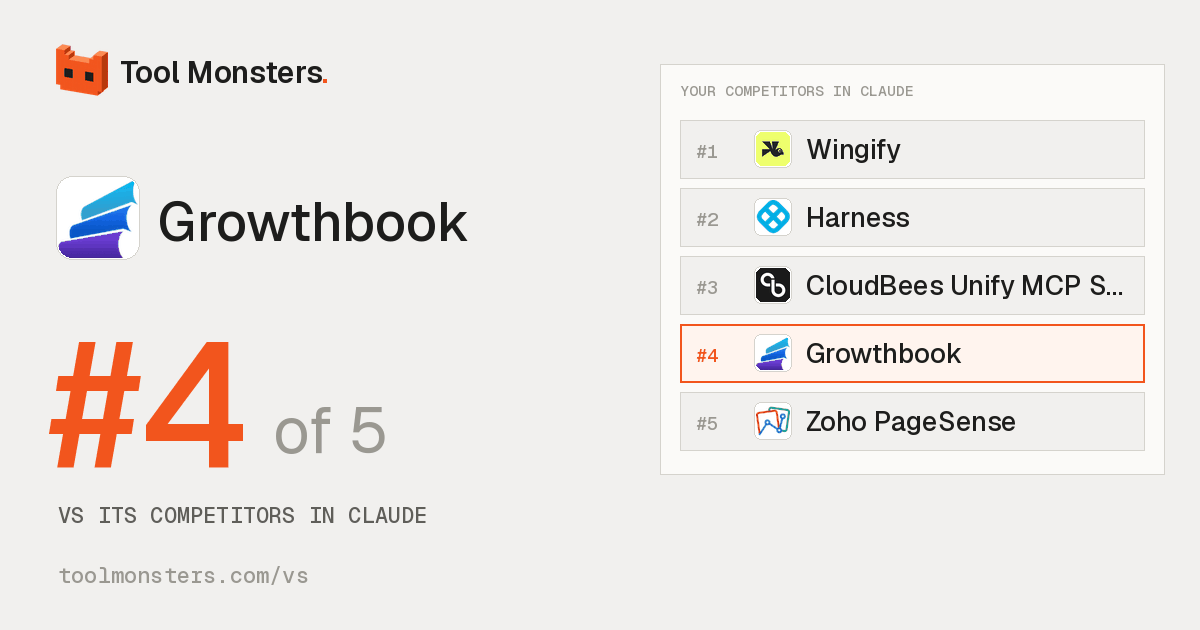 Tool Monsters.
Growthbook
#4 of 5
VS ITS COMPETITORS IN CLAUDE
toolmonsters.com/vs
YOUR COMPETITORS IN CLAUDE
#1 Wingify
#2 Harness
#3 CloudBees Unify MCP S...
#4 Growthbook
#5 Zoho PageSense